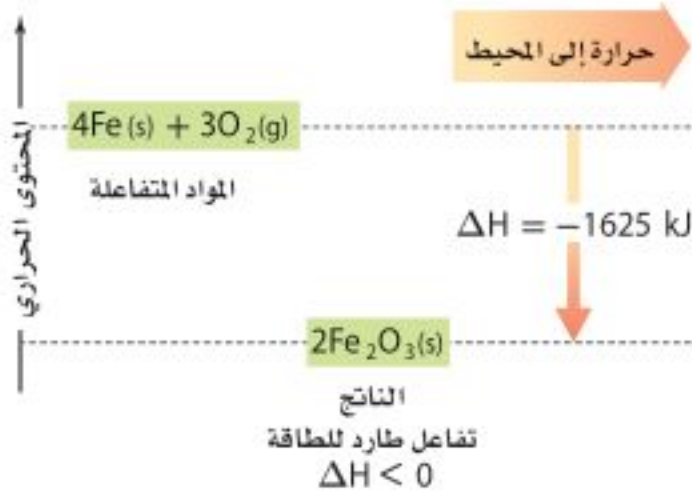 حرارة إلى المحيط
4Fe(s) + 3O₂(g)
المواد المتفاعلة
المحتوى الحراري
ΔH = −1625 kJ
2Fe₂O₃(s)
الناتج
تفاعل طارد للطاقة
ΔH < 0